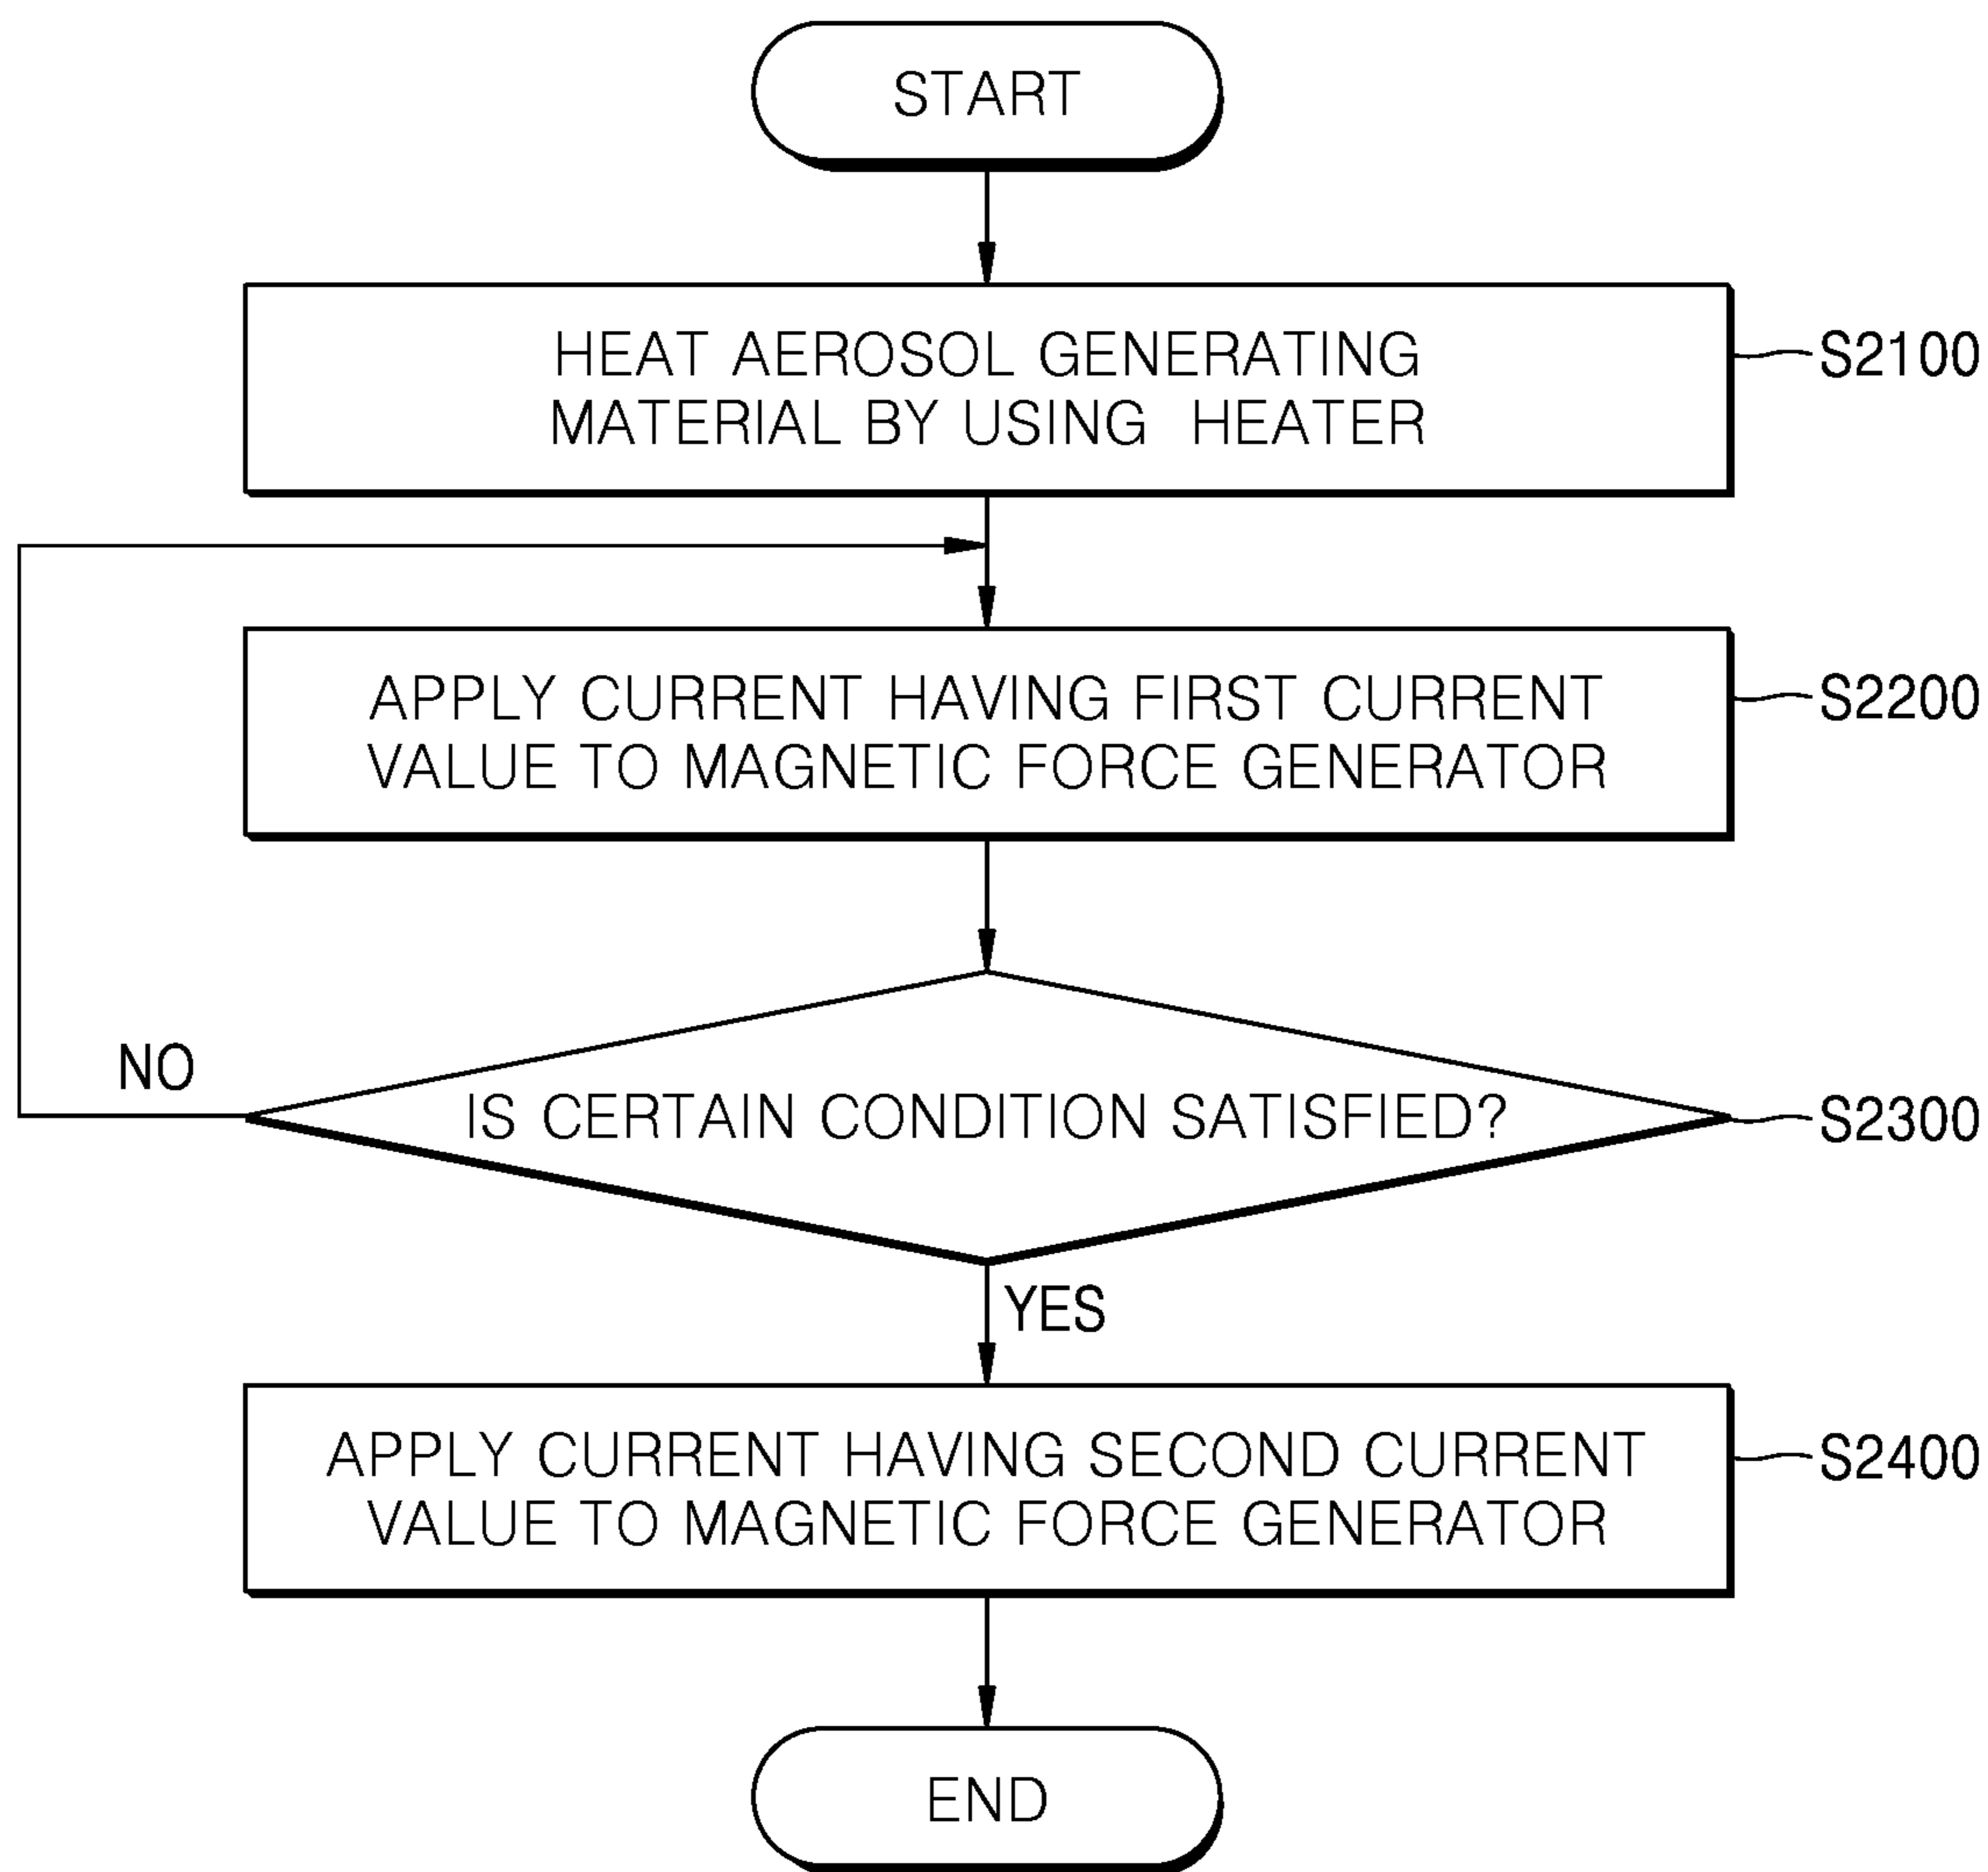 START
HEAT AEROSOL GENERATING
MATERIAL BY USING HEATER
S2100
APPLY CURRENT HAVING FIRST CURRENT
VALUE TO MAGNETIC FORCE GENERATOR
S2200
NO
IS CERTAIN CONDITION SATISFIED?
S2300
YES
APPLY CURRENT HAVING SECOND CURRENT
VALUE TO MAGNETIC FORCE GENERATOR
S2400
END